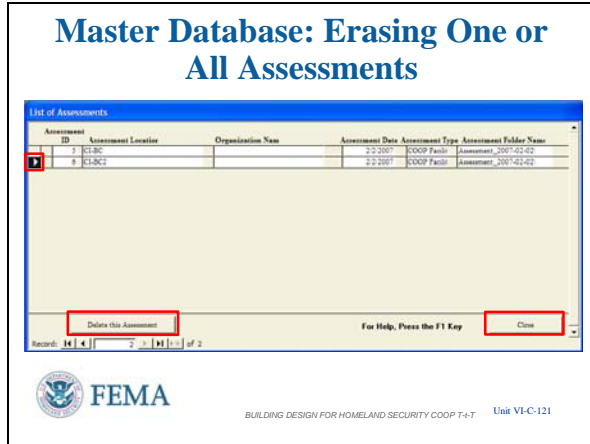 Master Database: Erasing One or
All Assessments
List of Assessments
Assessment
ID Assessment Location Organization Nam Assessment Date Assessment Type Assessment Folder Name
5 CI-BC 2/2/2007 COOP Facili Assessment_2007-02-02
6 CI-BC2 2/2/2007 COOP Facili Assessment_2007-02-02
Delete this Assessment For Help, Press the F1 Key Close
Record: 2 of 2
FEMA
BUILDING DESIGN FOR HOMELAND SECURITY COOP T-t-T Unit VI-C-121